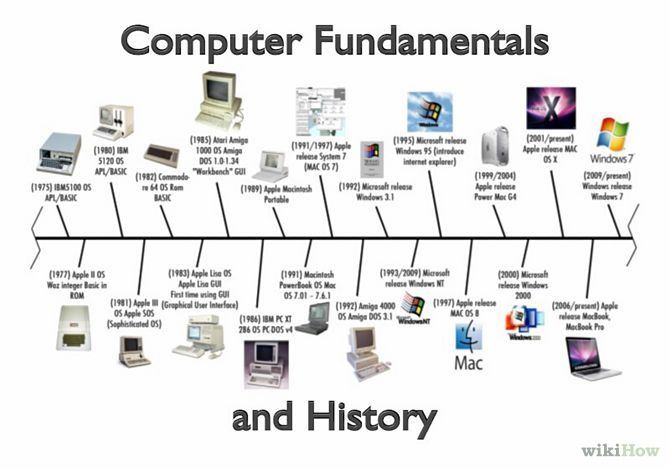 Computer Fundamentals
(1975) IBM5100 OS
APL/BASIC
(1980) IBM
5120 OS
APL/BASIC
(1982) Commodo-
ra 64 OS Rom
BASIC
(1985) Atari Amiga
1000 OS Amiga
DOS 1.0-1.34
"Workbench" GUI
(1989) Apple Macintosh
Portable
(1991/1997) Apple
release System 7
(MAC OS 7)
(1992) Microsoft release
Windows 3.1
(1995) Microsoft release
Windows 95 (introduce
internet explorer)
(1999/2004) Apple
release Power
Mac G4
(2001/present) Apple
release MAC
OS X
X
Windows 7
(2009/present)
Windows release
Windows 7
(1977) Apple II OS
Woz integer Basic in
ROM
(1981) Apple III
OS Apple SOS
(Sophisticated OS)
(1983) Apple Lisa OS
Apple Lisa GUI
First time using GUI
(Graphical User Interface)
(1986) IBM PC XT
286 OS PC DOS v4
(1991) Macintosh
PowerBook OS Mac
OS 7.01 - 7.6.1
(1992) Amiga 4000
OS Amiga DOS 3.1
(1993/2009) Microsoft
release Windows NT
WindowsNT
(1997) Apple release
MAC OS 8
Mac
(2000) Microsoft
release Windows
2000
Windows 2000
(2006/present) Apple
release MacBook,
MacBook Pro
and History
wikiHow